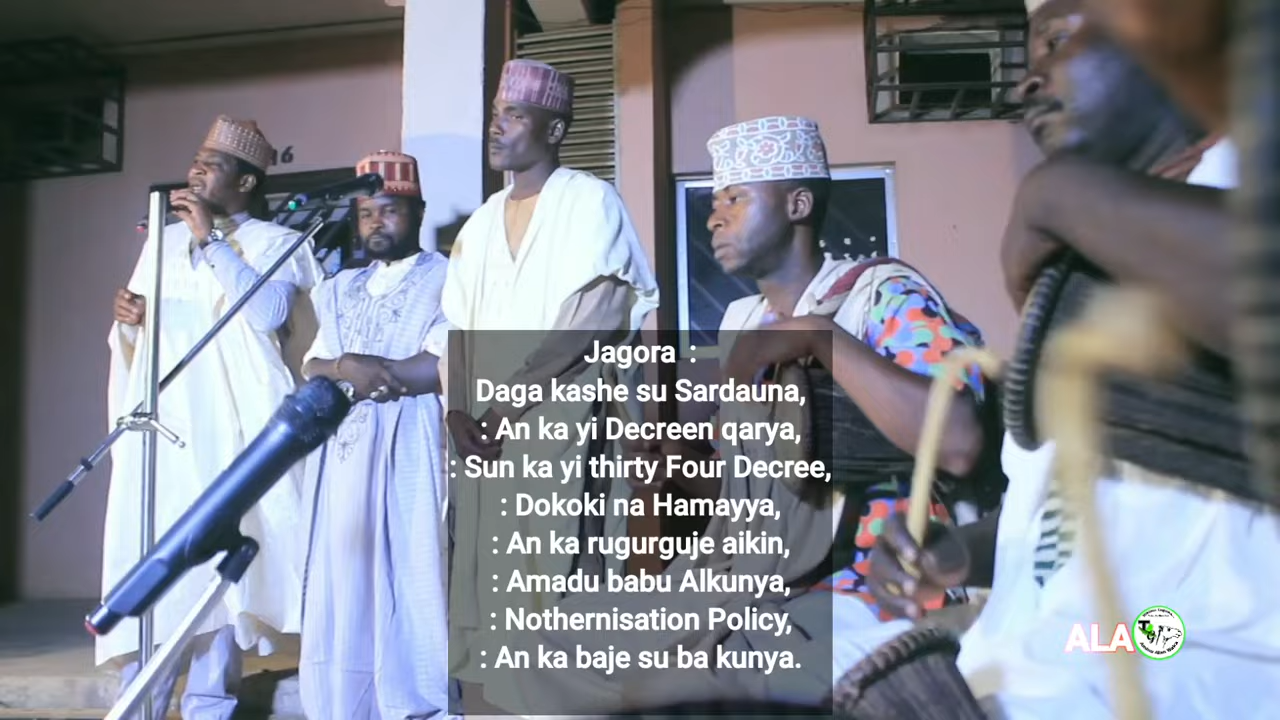 16
Jagora :
Daga kashe su Sardauna,
: An ka yi Decreen qarya,
: Sun ka yi thirty Four Decree,
: Dokoki na Hamayya,
: An ka rugurguje aikin,
: Amadu babu Alkunya,
: Nothernisation Policy,
: An ka baje su ba kunya.
ALA